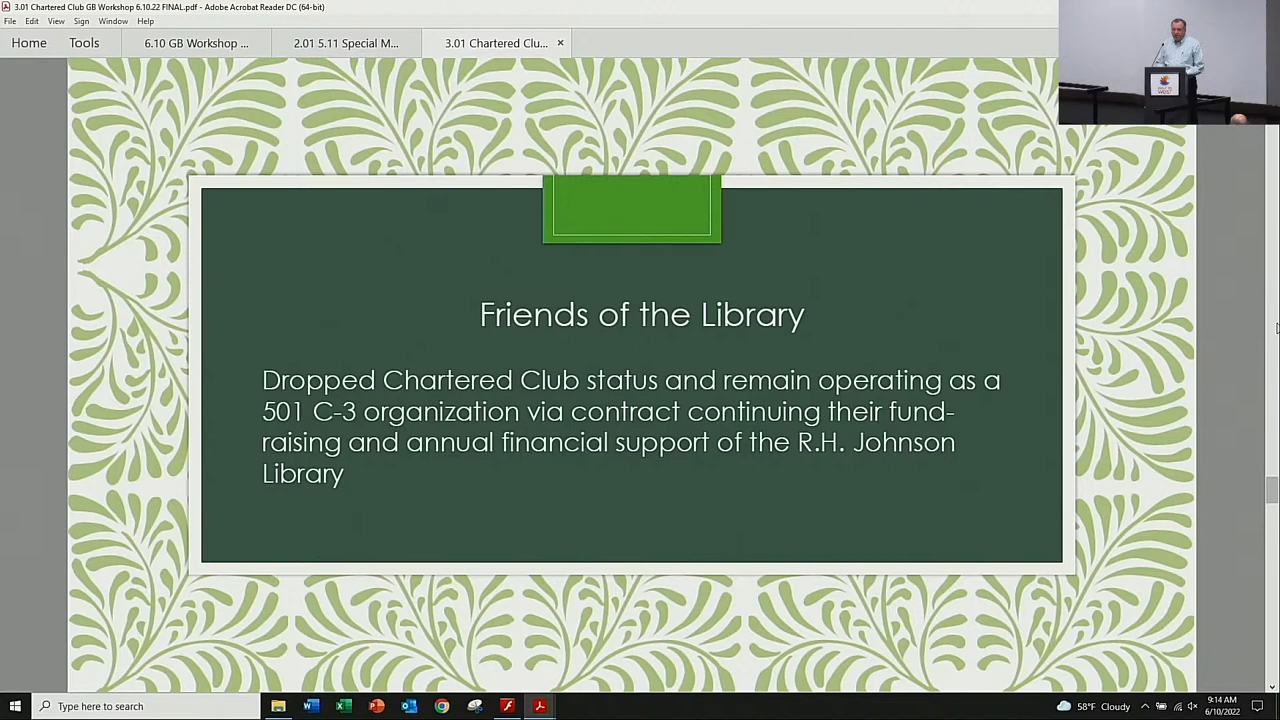 3.01 Chartered Club GB Workshop 6.10.22 FINAL.pdf - Adobe Acrobat Reader DC (64-bit)
File Edit View Sign Window Help
Home Tools 6.10 GB Workshop ... 2.01 5.11 Special M... 3.01 Chartered Clu... ×
Friends of the Library
Dropped Chartered Club status and remain operating as a
501 C-3 organization via contract continuing their fund-
raising and annual financial support of the R.H. Johnson
Library
Type here to search
58°F Cloudy
9:14 AM
6/10/2022